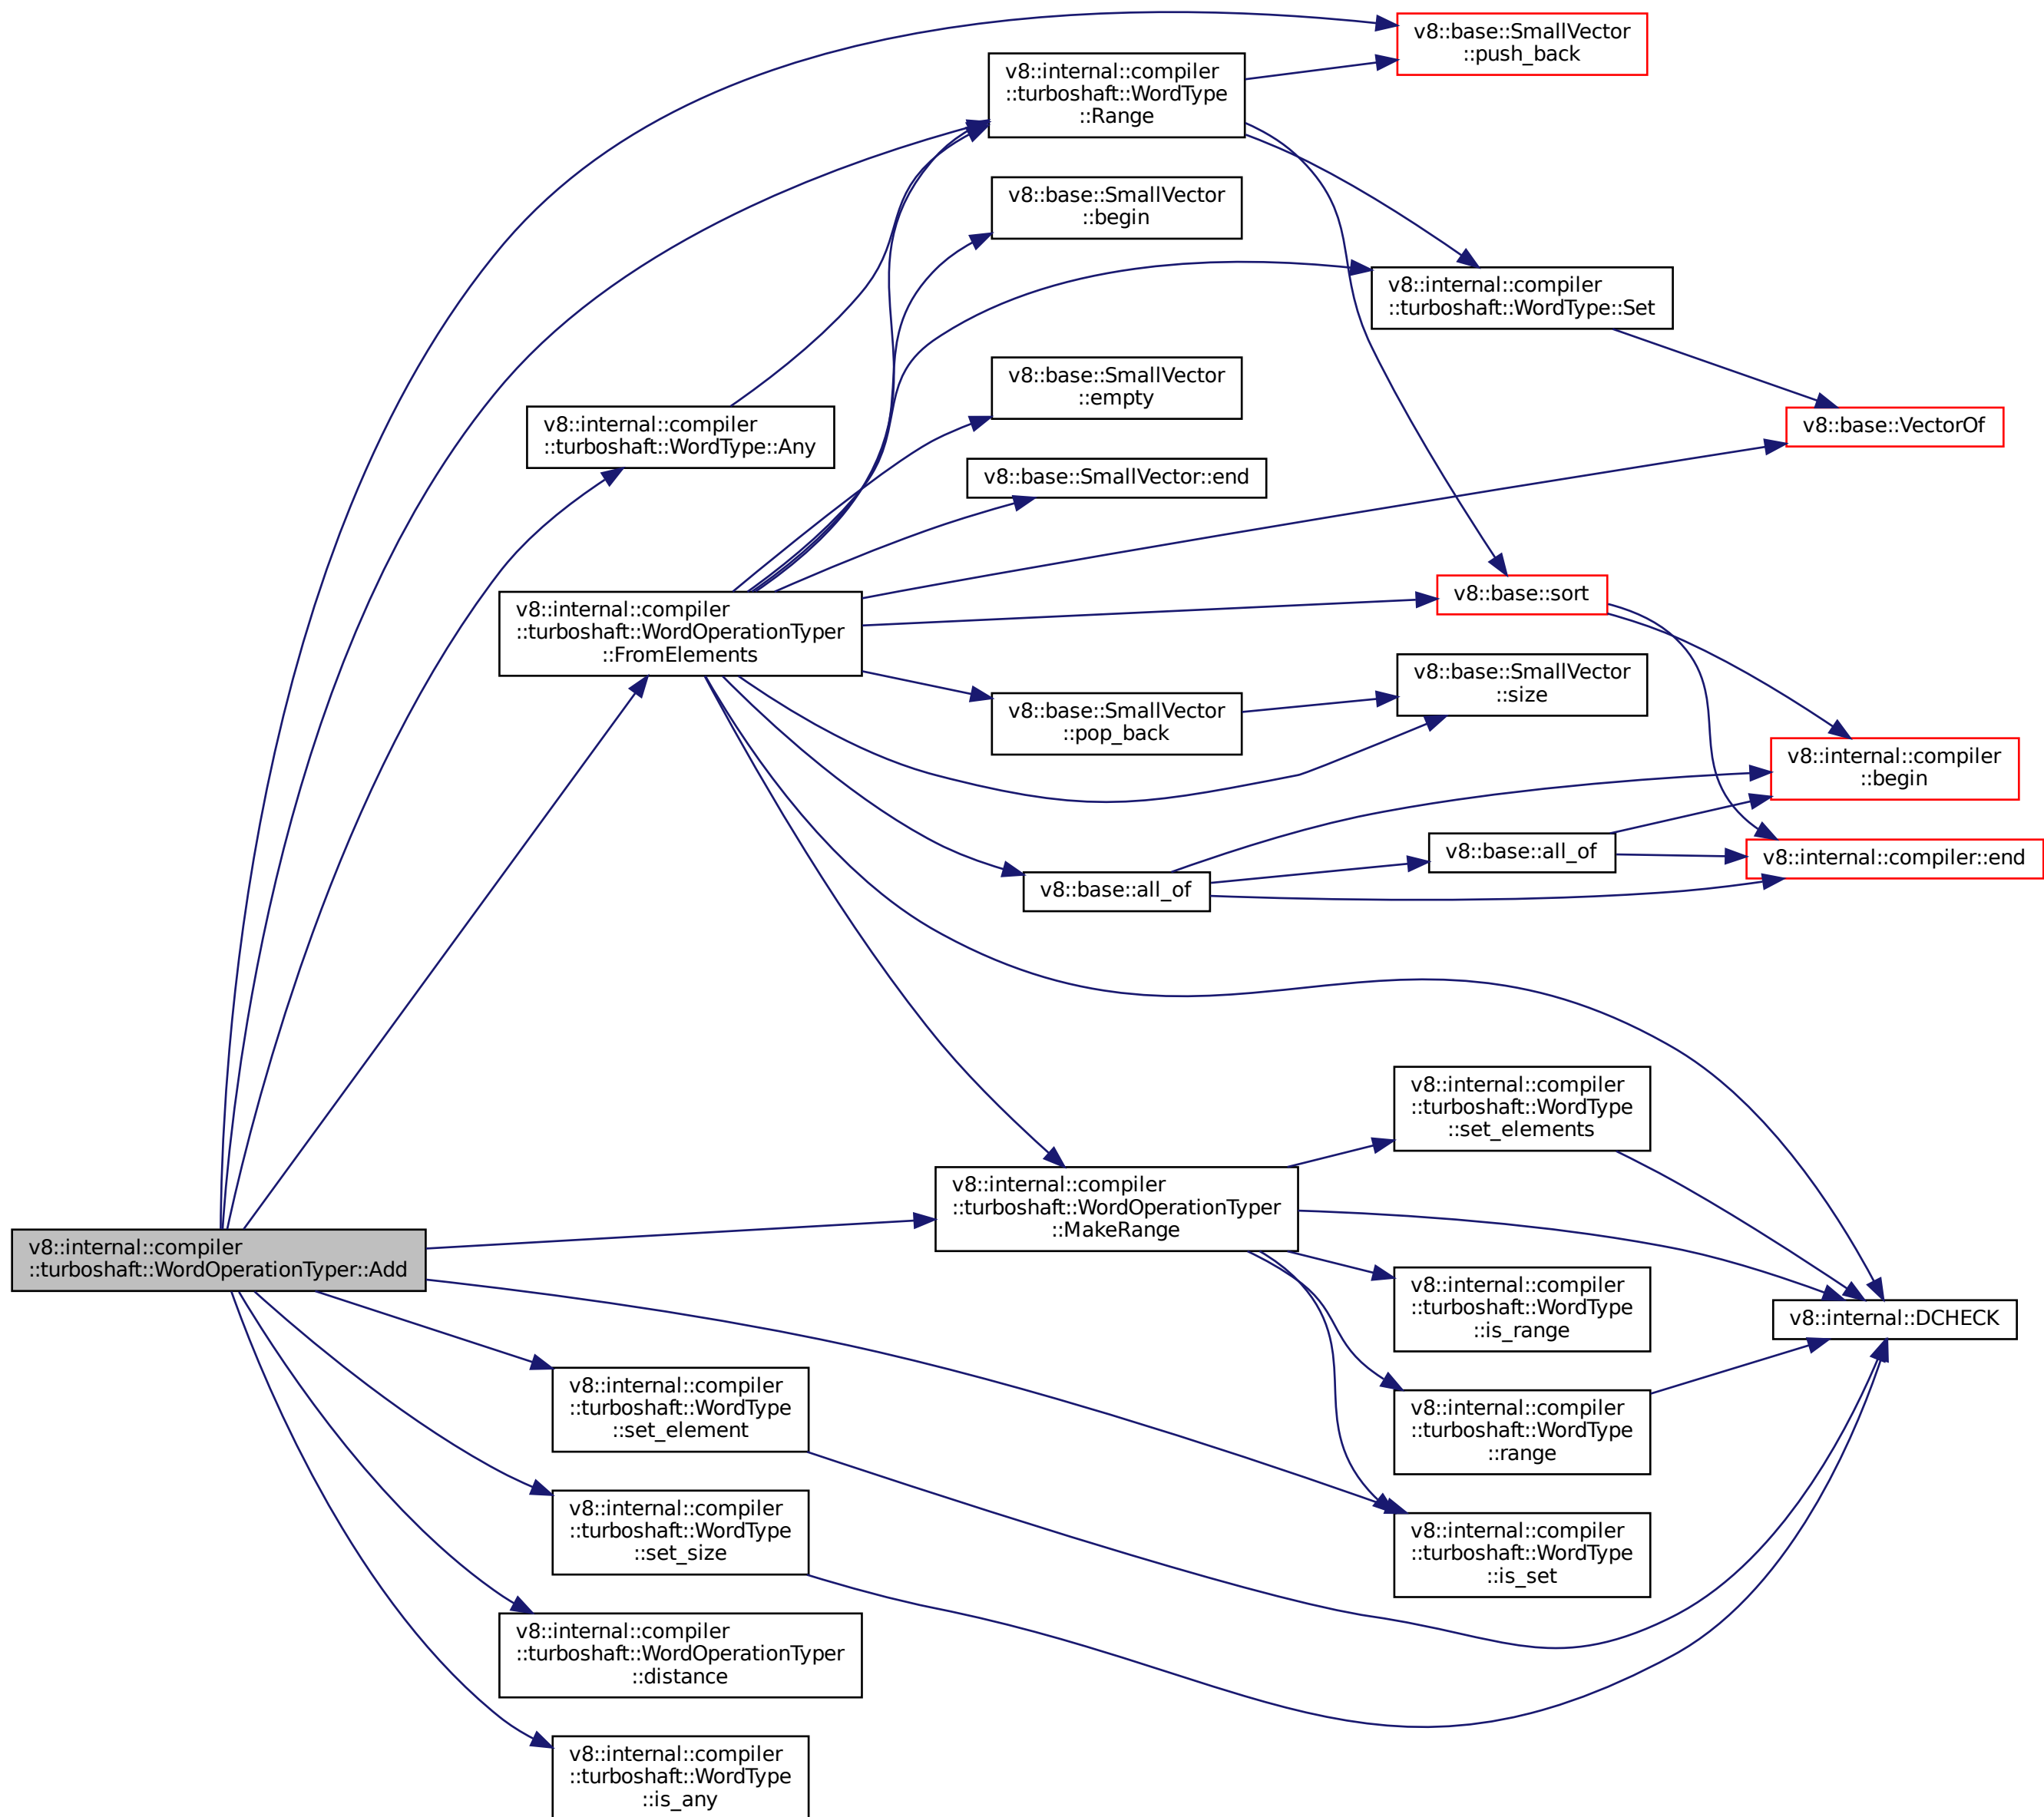 v8::base::SmallVector
::push_back
v8::internal::compiler
::turboshaft::WordType
::Range
v8::base::SmallVector
::begin
v8::internal::compiler
::turboshaft::WordType::Set
v8::base::SmallVector
::empty
v8::internal::compiler
::turboshaft::WordType::Any
v8::base::VectorOf
v8::base::SmallVector::end
v8::internal::compiler
::turboshaft::WordOperationTyper
::FromElements
v8::base::sort
v8::base::SmallVector
::size
v8::base::SmallVector
::pop_back
v8::internal::compiler
::begin
v8::base::all_of
v8::internal::compiler::end
v8::base::all_of
v8::internal::compiler
::turboshaft::WordType
::set_elements
v8::internal::compiler
::turboshaft::WordOperationTyper
::MakeRange
v8::internal::compiler
::turboshaft::WordOperationTyper::Add
v8::internal::compiler
::turboshaft::WordType
::is_range
v8::internal::DCHECK
v8::internal::compiler
::turboshaft::WordType
::set_element
v8::internal::compiler
::turboshaft::WordType
::range
v8::internal::compiler
::turboshaft::WordType
::set_size
v8::internal::compiler
::turboshaft::WordType
::is_set
v8::internal::compiler
::turboshaft::WordOperationTyper
::distance
v8::internal::compiler
::turboshaft::WordType
::is_any